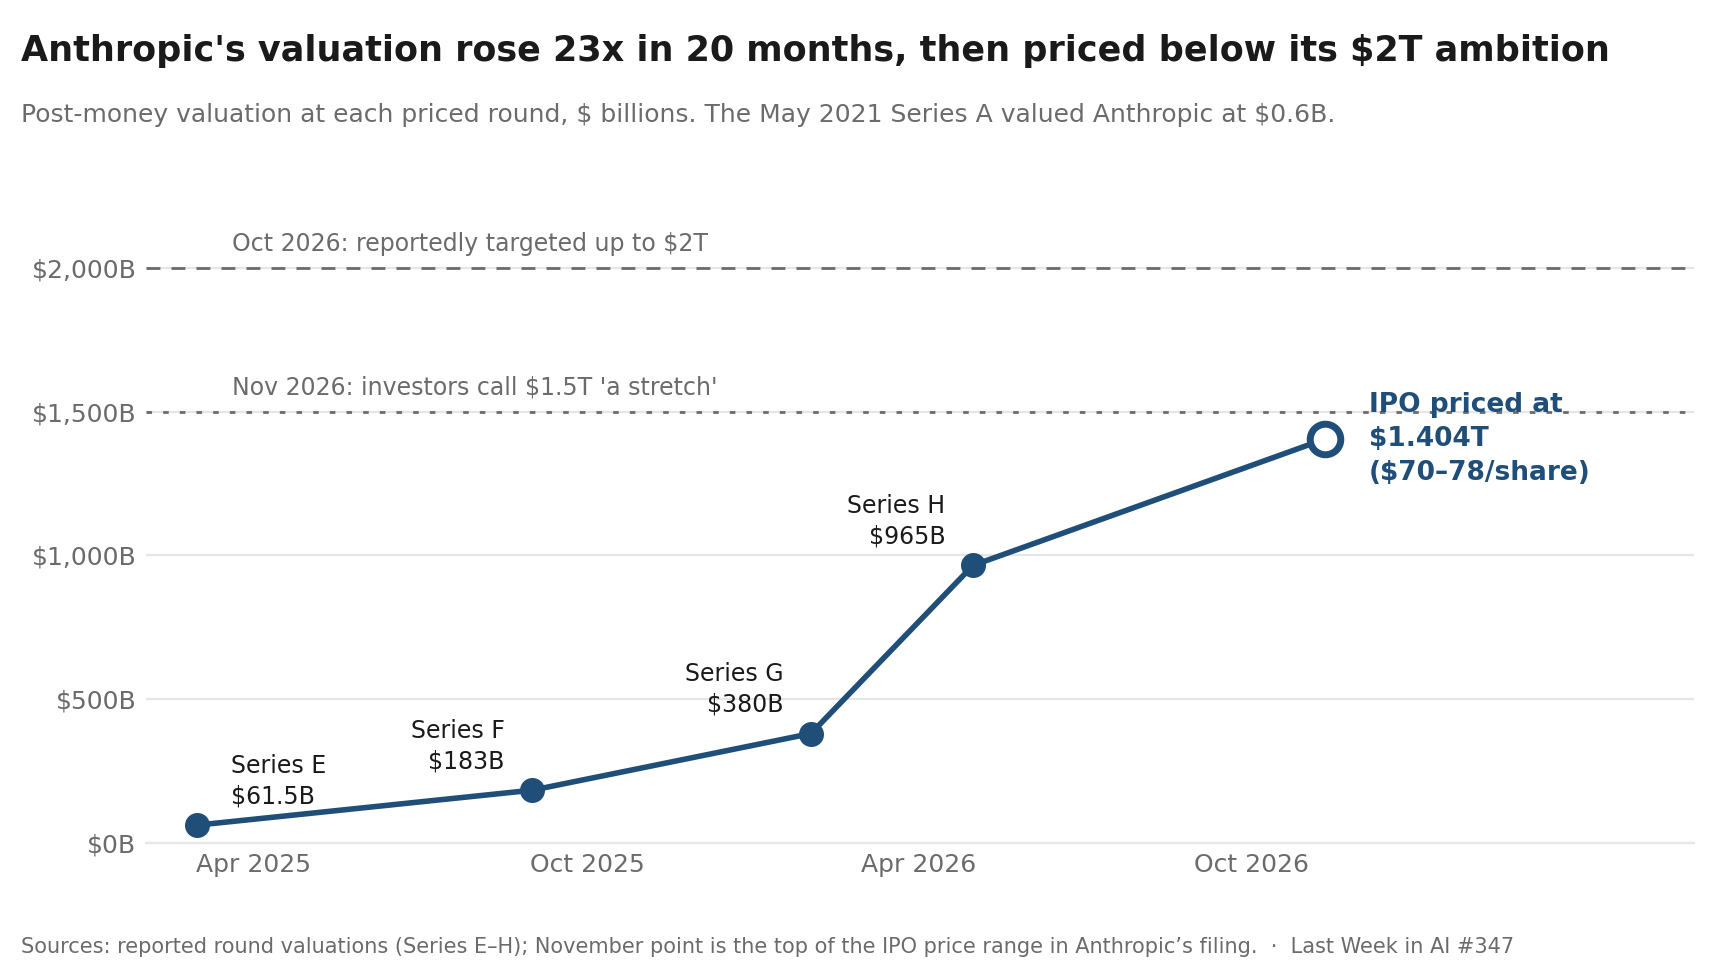 Anthropic's valuation rose 23x in 20 months, then priced below its $2T ambition
Post-money valuation at each priced round, $ billions. The May 2021 Series A valued Anthropic at $0.6B.
Oct 2026: reportedly targeted up to $2T
$2,000B
Nov 2026: investors call $1.5T 'a stretch'
$1,500B
IPO priced at
$1.404T
($70–78/share)
Series H
$965B
$1,000B
Series G
$380B
$500B
Series F
$183B
Series E
$61.5B
$0B
Apr 2025
Oct 2025
Apr 2026
Oct 2026
Sources: reported round valuations (Series E–H); November point is the top of the IPO price range in Anthropic’s filing.  ·  Last Week in AI #347